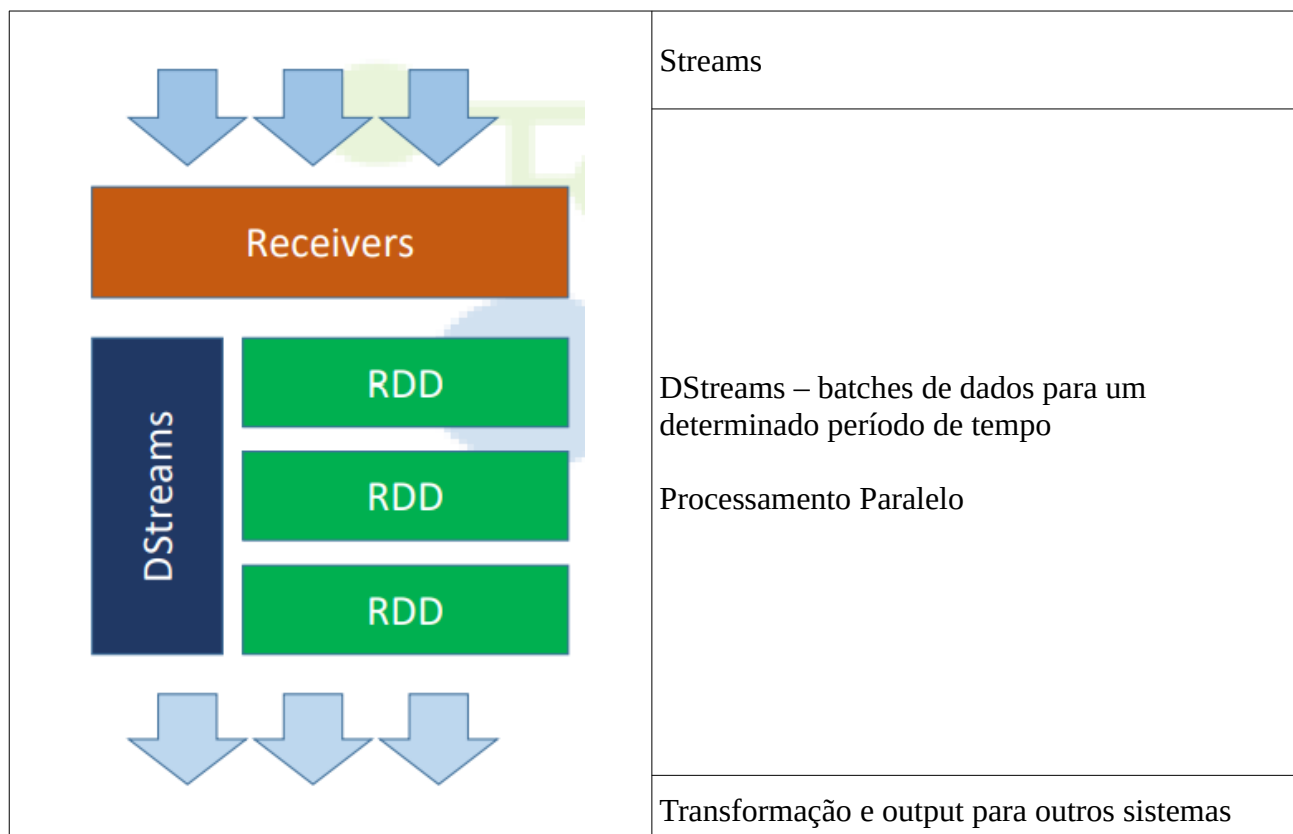 Streams
Receivers
DStreams
RDD
RDD
RDD
DStreams – batches de dados para um
determinado período de tempo
Processamento Paralelo
Transformação e output para outros sistemas